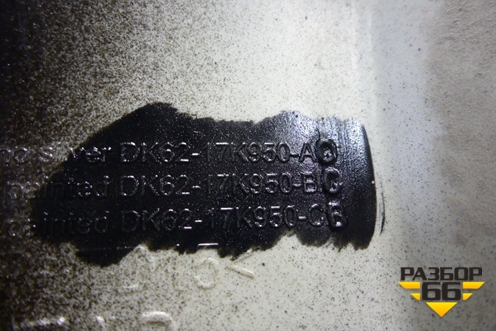 silver DK62-17K950-AC
painted DK62-17K950-BC
painted DK62-17K950-CC
РАЗБОР
66